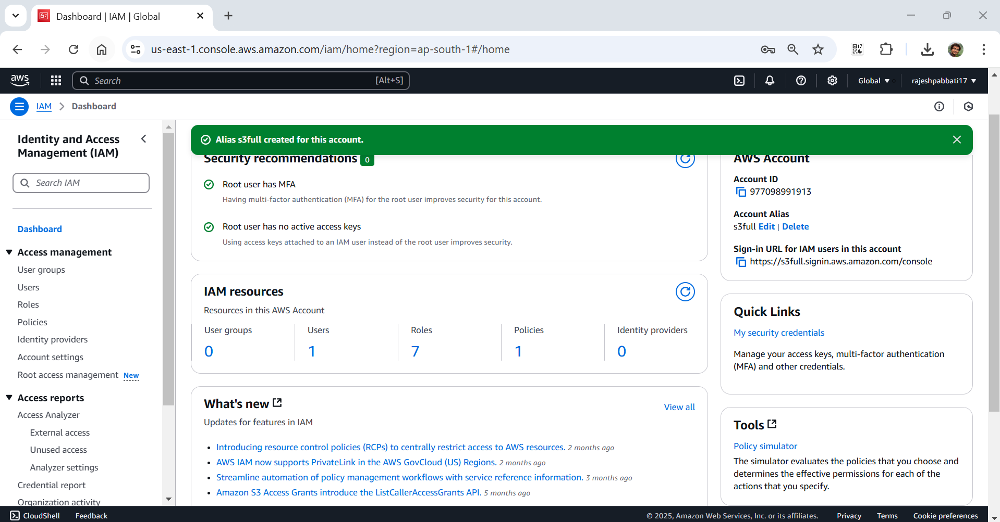 Dashboard | IAM | Global
us-east-1.console.aws.amazon.com/iam/home?region=ap-south-1#/home
aws
Search [Alt+S]
Global
rajeshpabbati17
IAM > Dashboard
Identity and Access
Management (IAM)
Search IAM
Dashboard
Access management
User groups
Users
Roles
Policies
Identity providers
Account settings
Root access management New
Access reports
Access Analyzer
External access
Unused access
Analyzer settings
Credential report
Organization activity
Alias s3full created for this account.
Security recommendations 0
Root user has MFA
Having multi-factor authentication (MFA) for the root user improves security for this account.
Root user has no active access keys
Using access keys attached to an IAM user instead of the root user improves security.
IAM resources
Resources in this AWS Account
User groups
0
Users
1
Roles
7
Policies
1
Identity providers
0
What's new
View all
Updates for features in IAM
• Introducing resource control policies (RCPs) to centrally restrict access to AWS resources. 2 months ago
• AWS IAM now supports PrivateLink in the AWS GovCloud (US) Regions. 2 months ago
• Streamline automation of policy management workflows with service reference information. 3 months ago
• Amazon S3 Access Grants introduce the ListCallerAccessGrants API. 5 months ago
AWS Account
Account ID
977098991913
Account Alias
s3full Edit | Delete
Sign-in URL for IAM users in this account
https://s3full.signin.aws.amazon.com/console
Quick Links
My security credentials
Manage your access keys, multi-factor authentication
(MFA) and other credentials.
Tools
Policy simulator
The simulator evaluates the policies that you choose and
determines the effective permissions for each of the
actions that you specify.
CloudShell
Feedback
© 2025, Amazon Web Services, Inc. or its affiliates.
Privacy
Terms
Cookie preferences